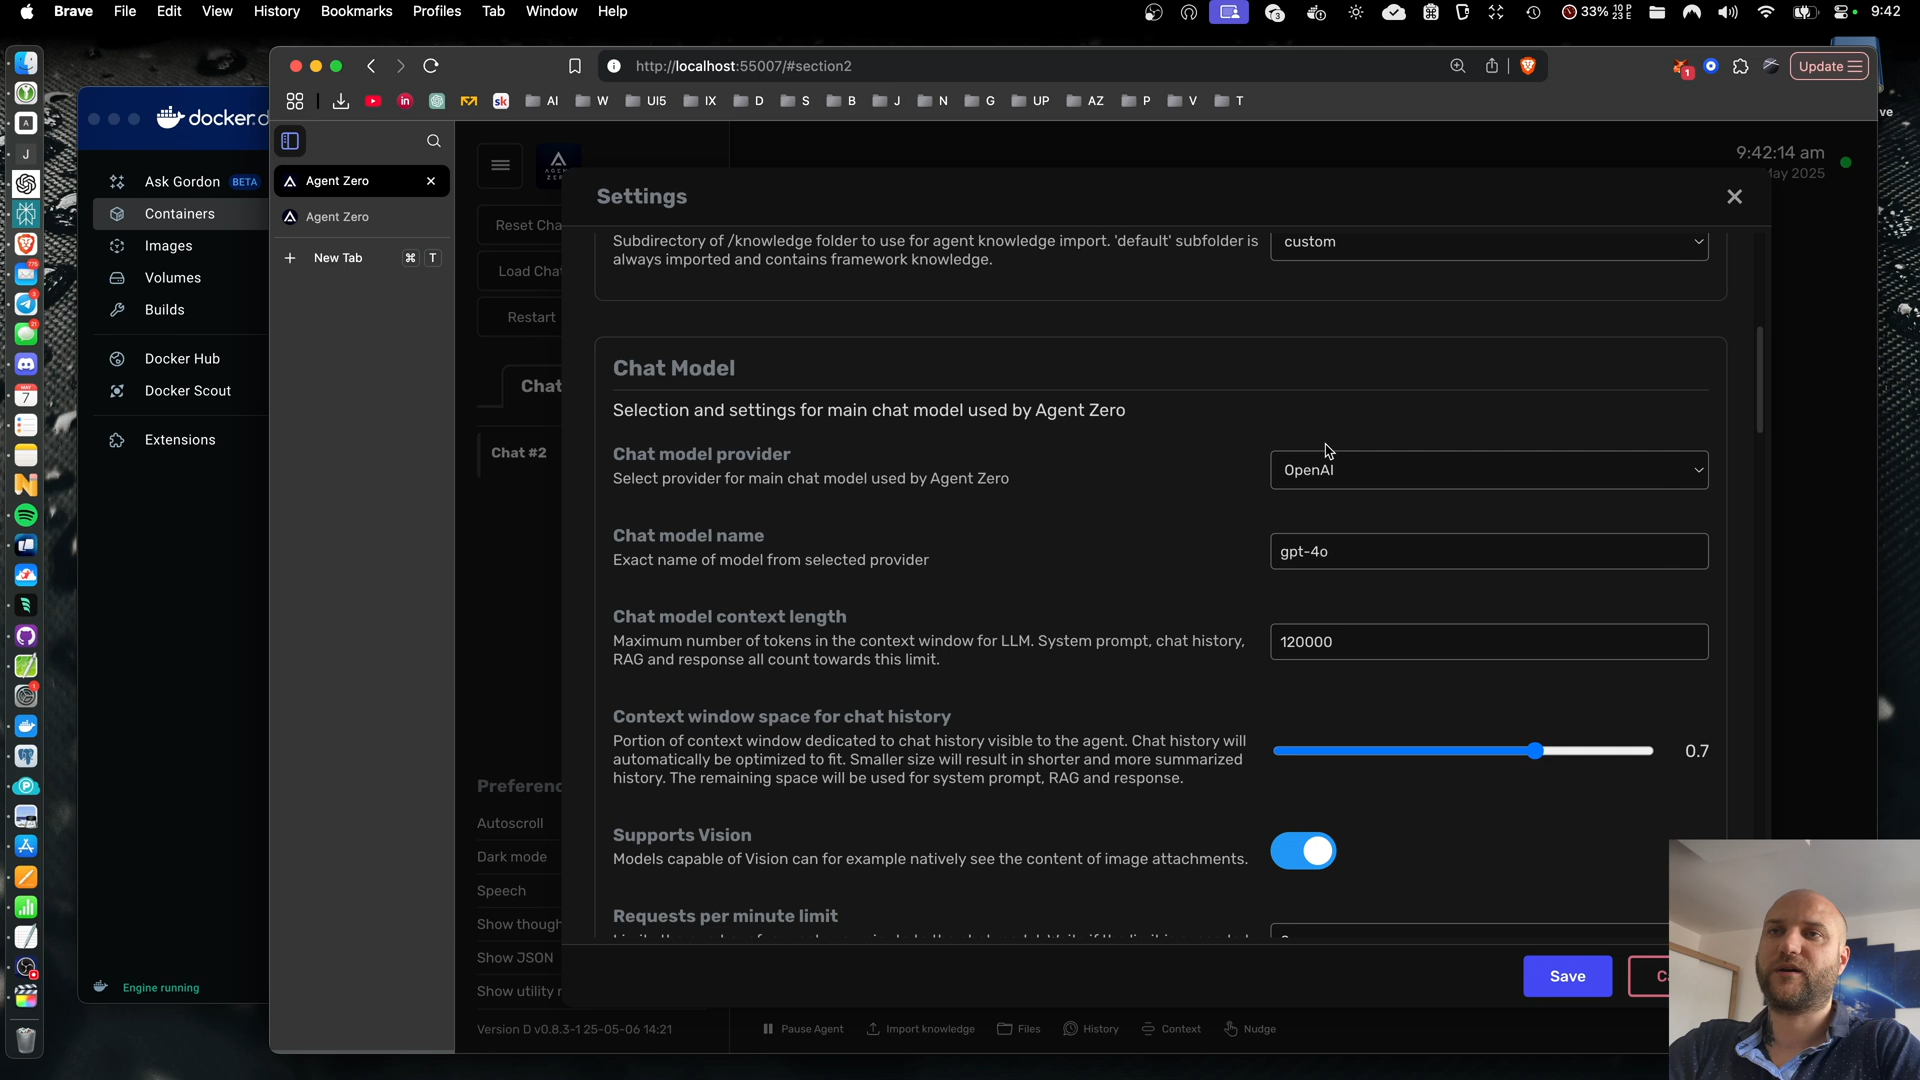 Brave File Edit View History Bookmarks Profiles Tab Window Help
33%
9:42
http://localhost:55007/#section2
Update
AI W UI5 IX D S B J N G UP AZ P V T
docker.d
Ask Gordon BETA
Containers
Images
Volumes
Builds
Docker Hub
Docker Scout
Extensions
Engine running
Agent Zero
Agent Zero
New Tab ⌘ T
Reset Cha
Load Cha
Restart
Chat
Chat #2
Preferenc
Autoscroll
Dark mode
Speech
Show though
Show JSON
Show utility r
Version D v0.8.3-1 25-05-06 14:21
9:42:14 am
May 2025
Settings
Subdirectory of /knowledge folder to use for agent knowledge import. 'default' subfolder is
always imported and contains framework knowledge.
custom
Chat Model
Selection and settings for main chat model used by Agent Zero
Chat model provider
Select provider for main chat model used by Agent Zero
OpenAI
Chat model name
Exact name of model from selected provider
gpt-4o
Chat model context length
Maximum number of tokens in the context window for LLM. System prompt, chat history,
RAG and response all count towards this limit.
120000
Context window space for chat history
Portion of context window dedicated to chat history visible to the agent. Chat history will
automatically be optimized to fit. Smaller size will result in shorter and more summarized
history. The remaining space will be used for system prompt, RAG and response.
0.7
Supports Vision
Models capable of Vision can for example natively see the content of image attachments.
Requests per minute limit
Save
Ca
Pause Agent Import knowledge Files History Context Nudge